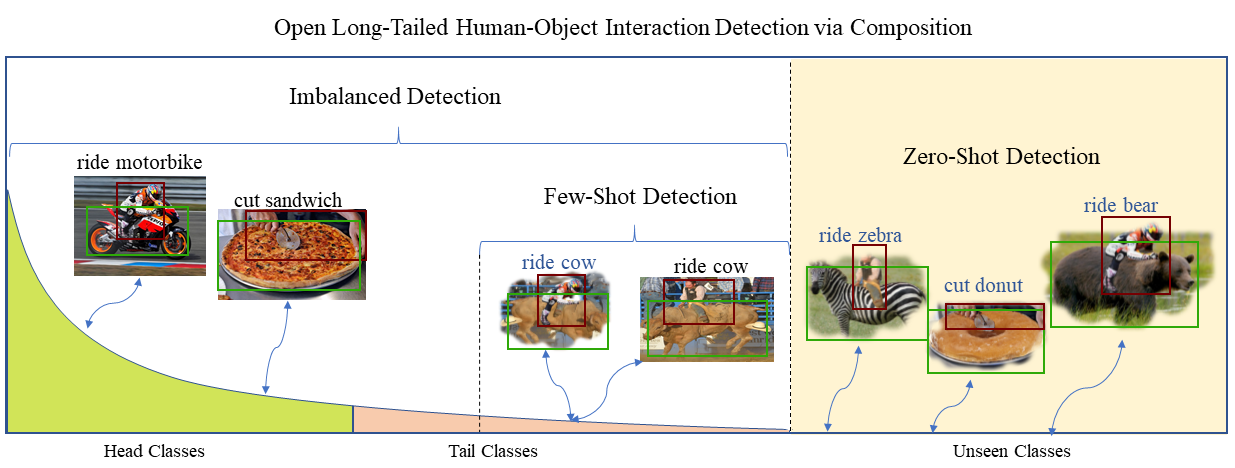 Open Long-Tailed Human-Object Interaction Detection via Composition
Imbalanced Detection
ride motorbike
cut sandwich
Few-Shot Detection
ride cow
ride cow
Zero-Shot Detection
ride zebra
cut donut
ride bear
Head Classes
Tail Classes
Unseen Classes